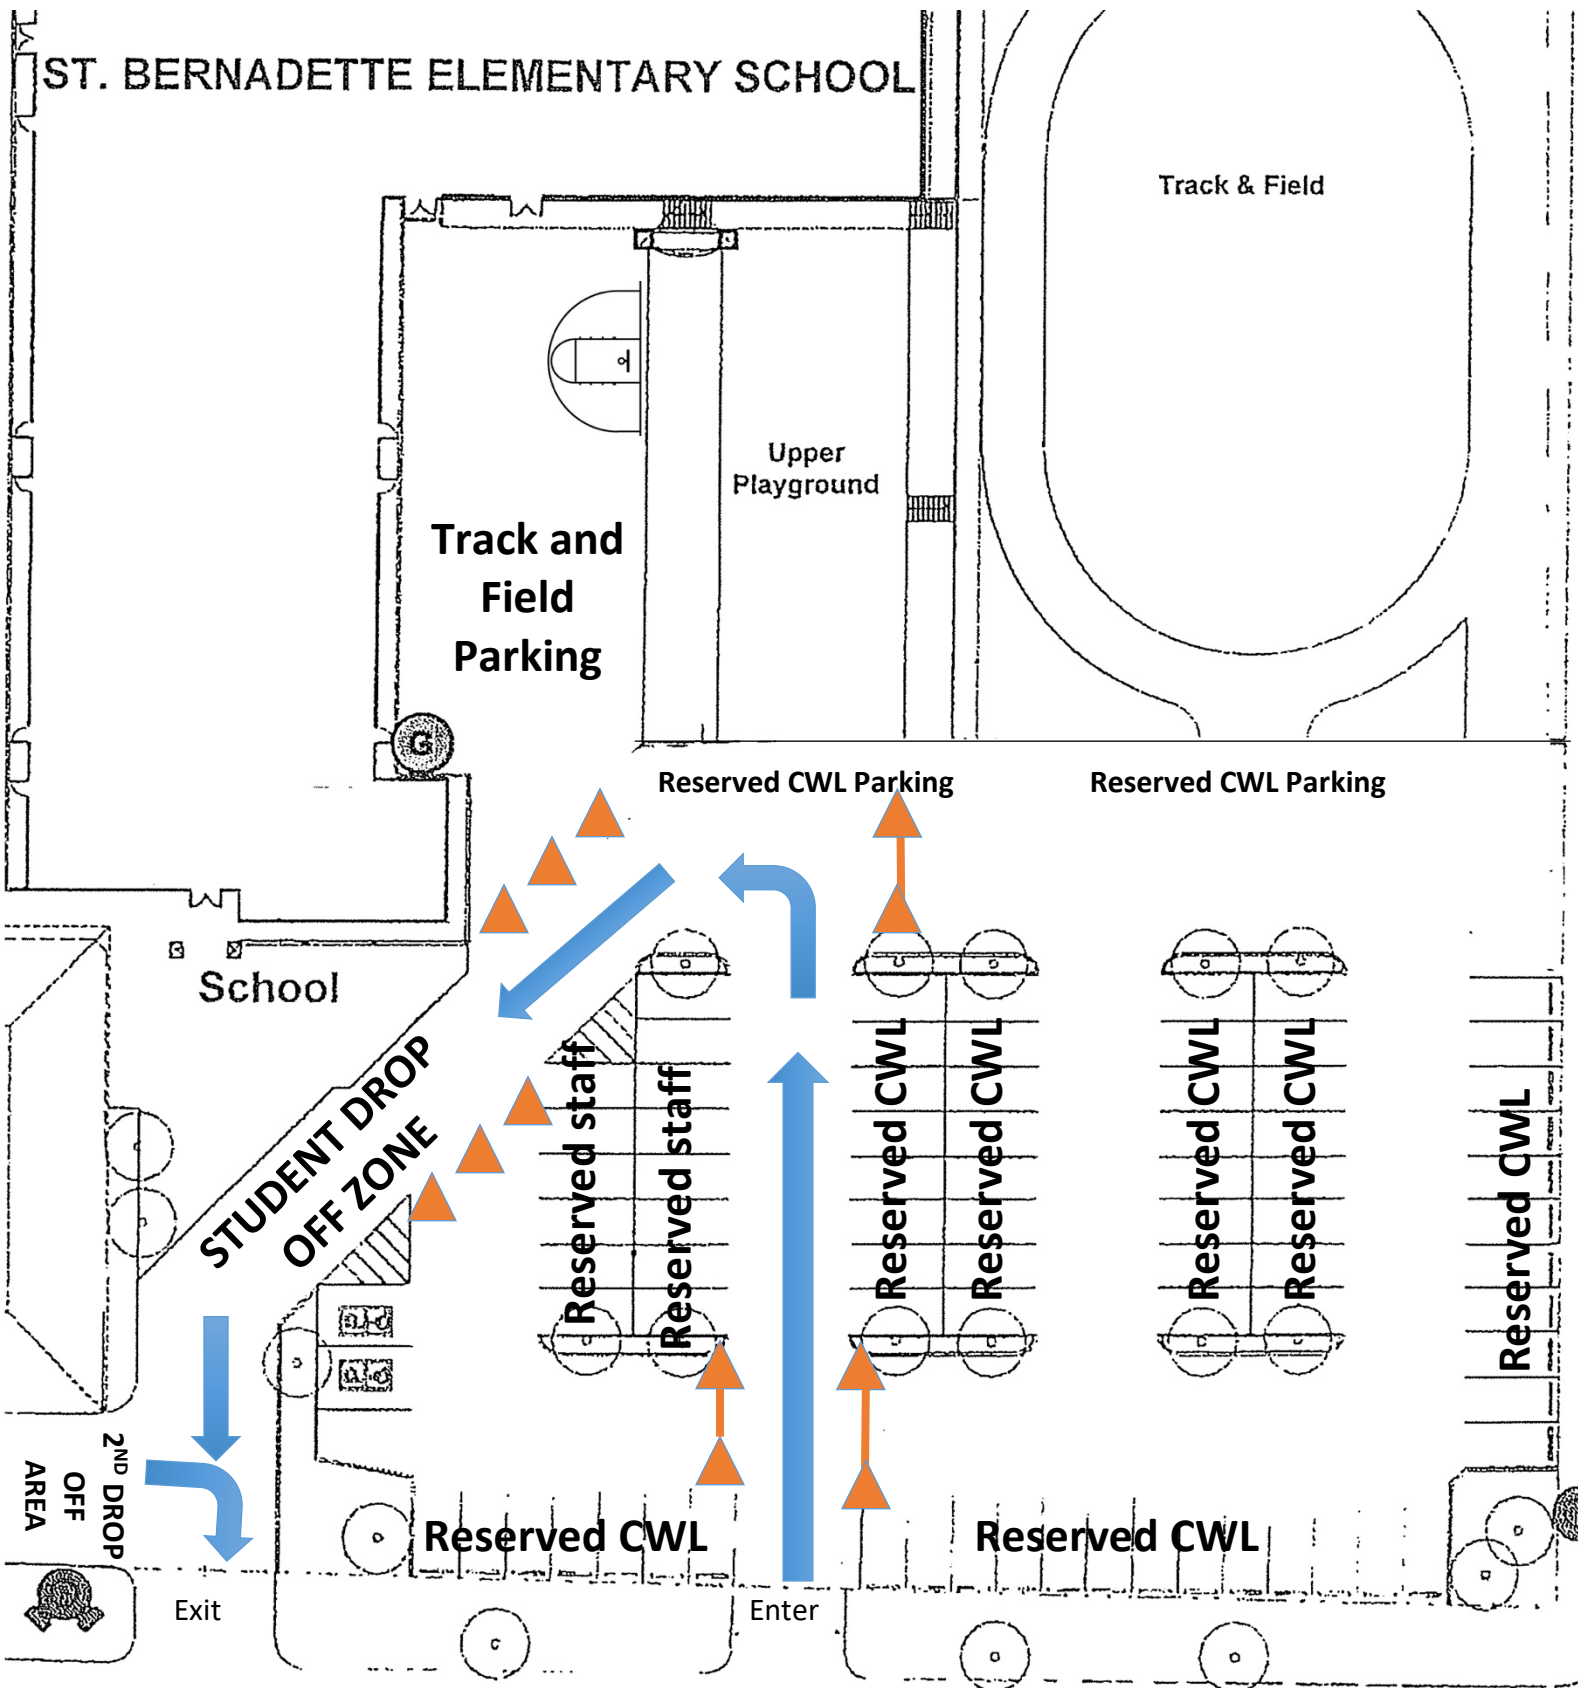 ST. BERNADETTE ELEMENTARY SCHOOL
Track & Field
Upper
Playground
Track and
Field
Parking
G
Reserved CWL Parking
Reserved CWL Parking
School
STUDENT DROP
OFF ZONE
Reserved staff
Reserved staff
Reserved CWL
Reserved CWL
Reserved CWL
Reserved CWL
Reserved CWL
2ND DROP
OFF
AREA
Reserved CWL
Reserved CWL
Exit
Enter